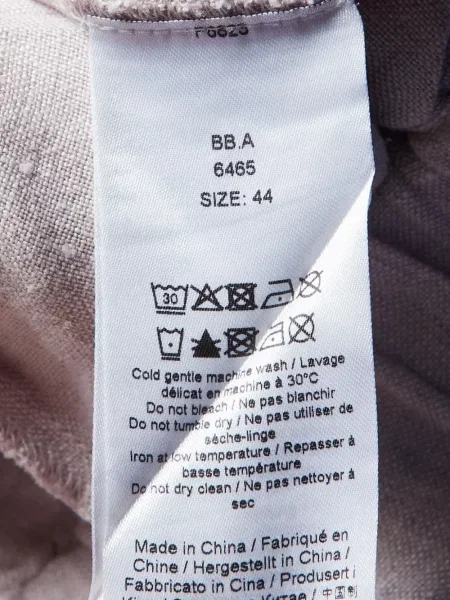 BB.A
6465
SIZE: 44
30
Cold gentle machine wash / Lavage
délicat en machine à 30°C
Do not bleach / Ne pas blanchir
Do not tumble dry / Ne pas utiliser de
sèche-linge
Iron at low temperature / Repasser à
basse température
Do not dry clean / Ne pas nettoyer à
sec
Made in China / Fabriqué en
Chine / Hergestellt in China /
Fabbricato in Cina / Produsert i